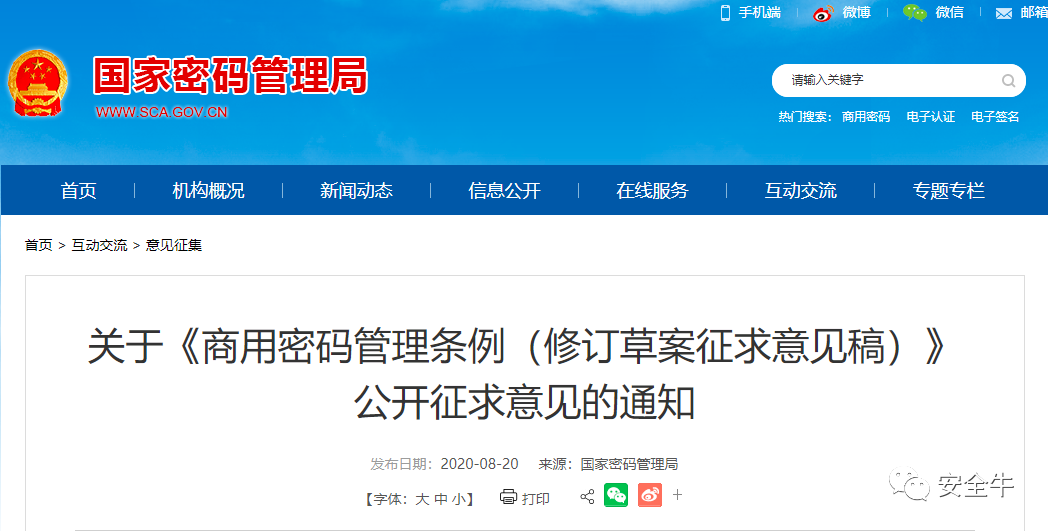 手机端 微博 微信 邮箱
国家密码管理局
WWW.SCA.GOV.CN
请输入关键字
热门搜索： 商用密码 电子认证 电子签名
首页 机构概况 新闻动态 信息公开 在线服务 互动交流 专题专栏
首页 > 互动交流 > 意见征集
关于《商用密码管理条例（修订草案征求意见稿）》
公开征求意见的通知
发布日期：2020-08-20 来源：国家密码管理局
【字体：大 中 小】 打印
安全牛